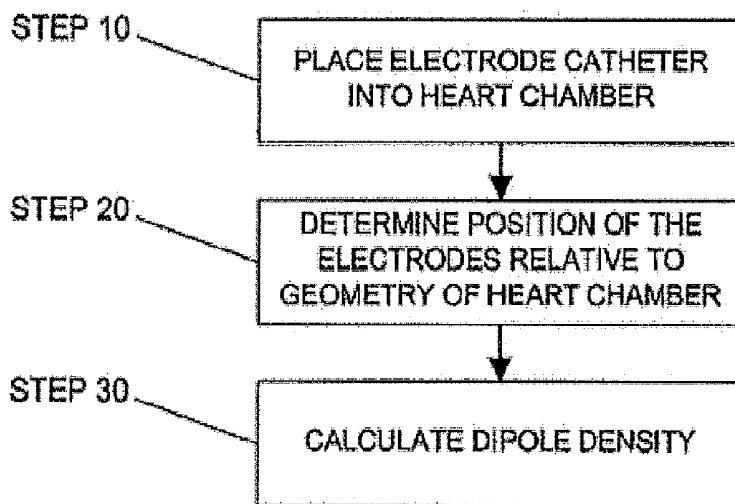 STEP 10
PLACE ELECTRODE CATHETER
INTO HEART CHAMBER
STEP 20
DETERMINE POSITION OF THE
ELECTRODES RELATIVE TO
GEOMETRY OF HEART CHAMBER
STEP 30
CALCULATE DIPOLE DENSITY